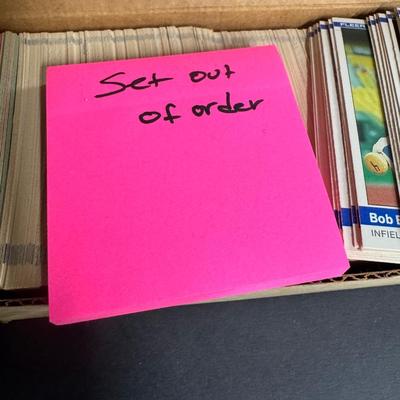 Set out
of order
FLEER
Bob B
INFIEL